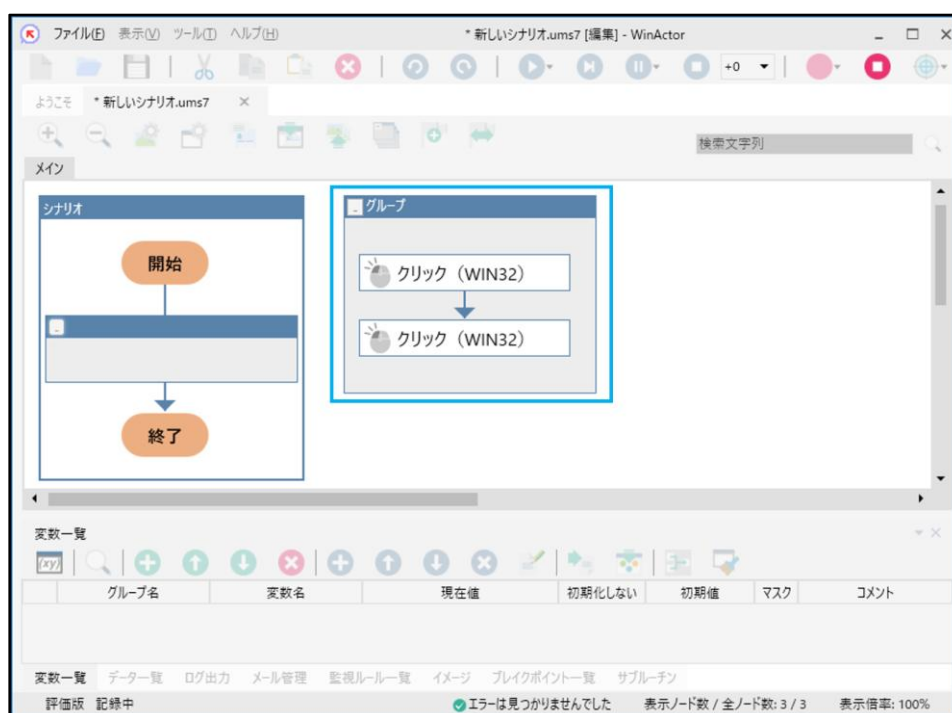 ファイル(F) 表示(V) ツール(T) ヘルプ(H) * 新しいシナリオ.ums7 [編集] - WinActor
+0
ようこそ * 新しいシナリオ.ums7
検索文字列
メイン
シナリオ
開始
終了
グループ
クリック（WIN32）
クリック（WIN32）
変数一覧
(xy)
グループ名 変数名 現在値 初期化しない 初期値 マスク コメント
変数一覧 データ一覧 ログ出力 メール管理 監視ルール一覧 イメージ ブレイクポイント一覧 サブルーチン
評価版 記録中 エラーは見つかりませんでした 表示ノード数 / 全ノード数: 3 / 3 表示倍率: 100%